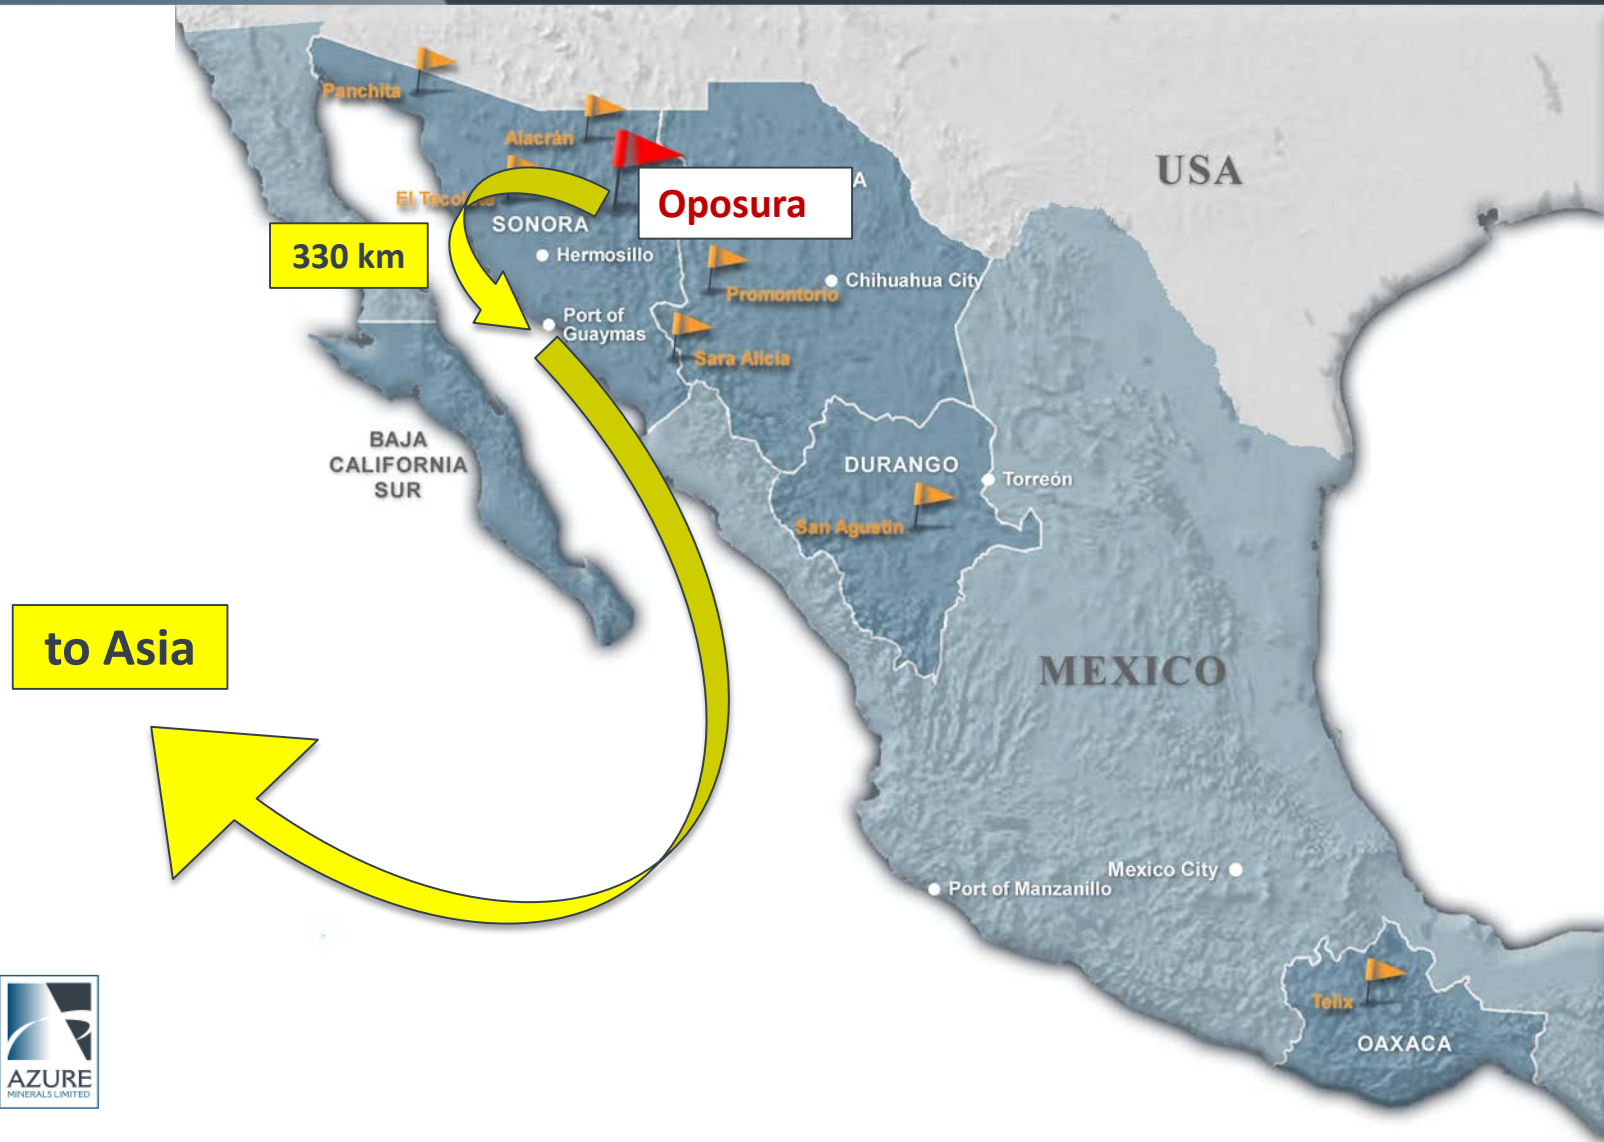 USA
Panchita
Alacrán
Oposura
A
El Tecolote
SONORA
330 km
Hermosillo
Chihuahua City
Promontorio
Port of
Guaymas
Sara Alicia
BAJA
CALIFORNIA
SUR
DURANGO
Torreón
San Agustin
to Asia
MEXICO
Mexico City
Port of Manzanillo
Telix
OAXACA
AZURE
MINERALS LIMITED